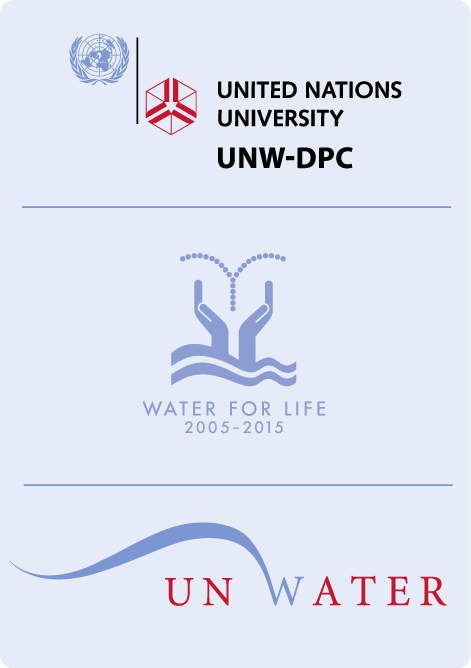 UNITED NATIONS
UNIVERSITY
UNW-DPC
WATER FOR LIFE
2005-2015
UN WATER